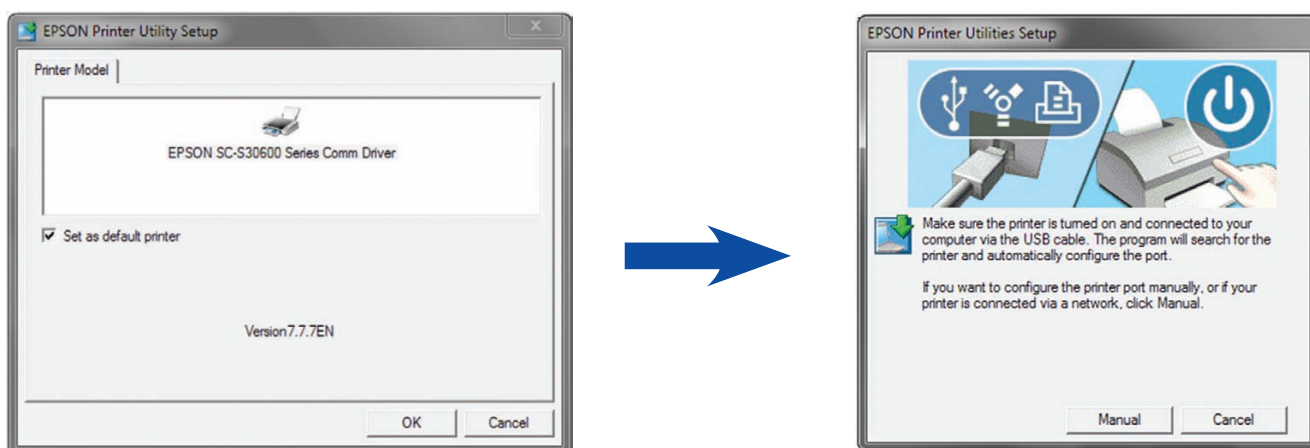 EPSON Printer Utility Setup
Printer Model
EPSON SC-S30600 Series Comm Driver
Set as default printer
Version7.7.7EN
OK
Cancel
EPSON Printer Utilities Setup
Make sure the printer is turned on and connected to your
computer via the USB cable. The program will search for the
printer and automatically configure the port.
If you want to configure the printer port manually, or if your
printer is connected via a network, click Manual.
Manual
Cancel